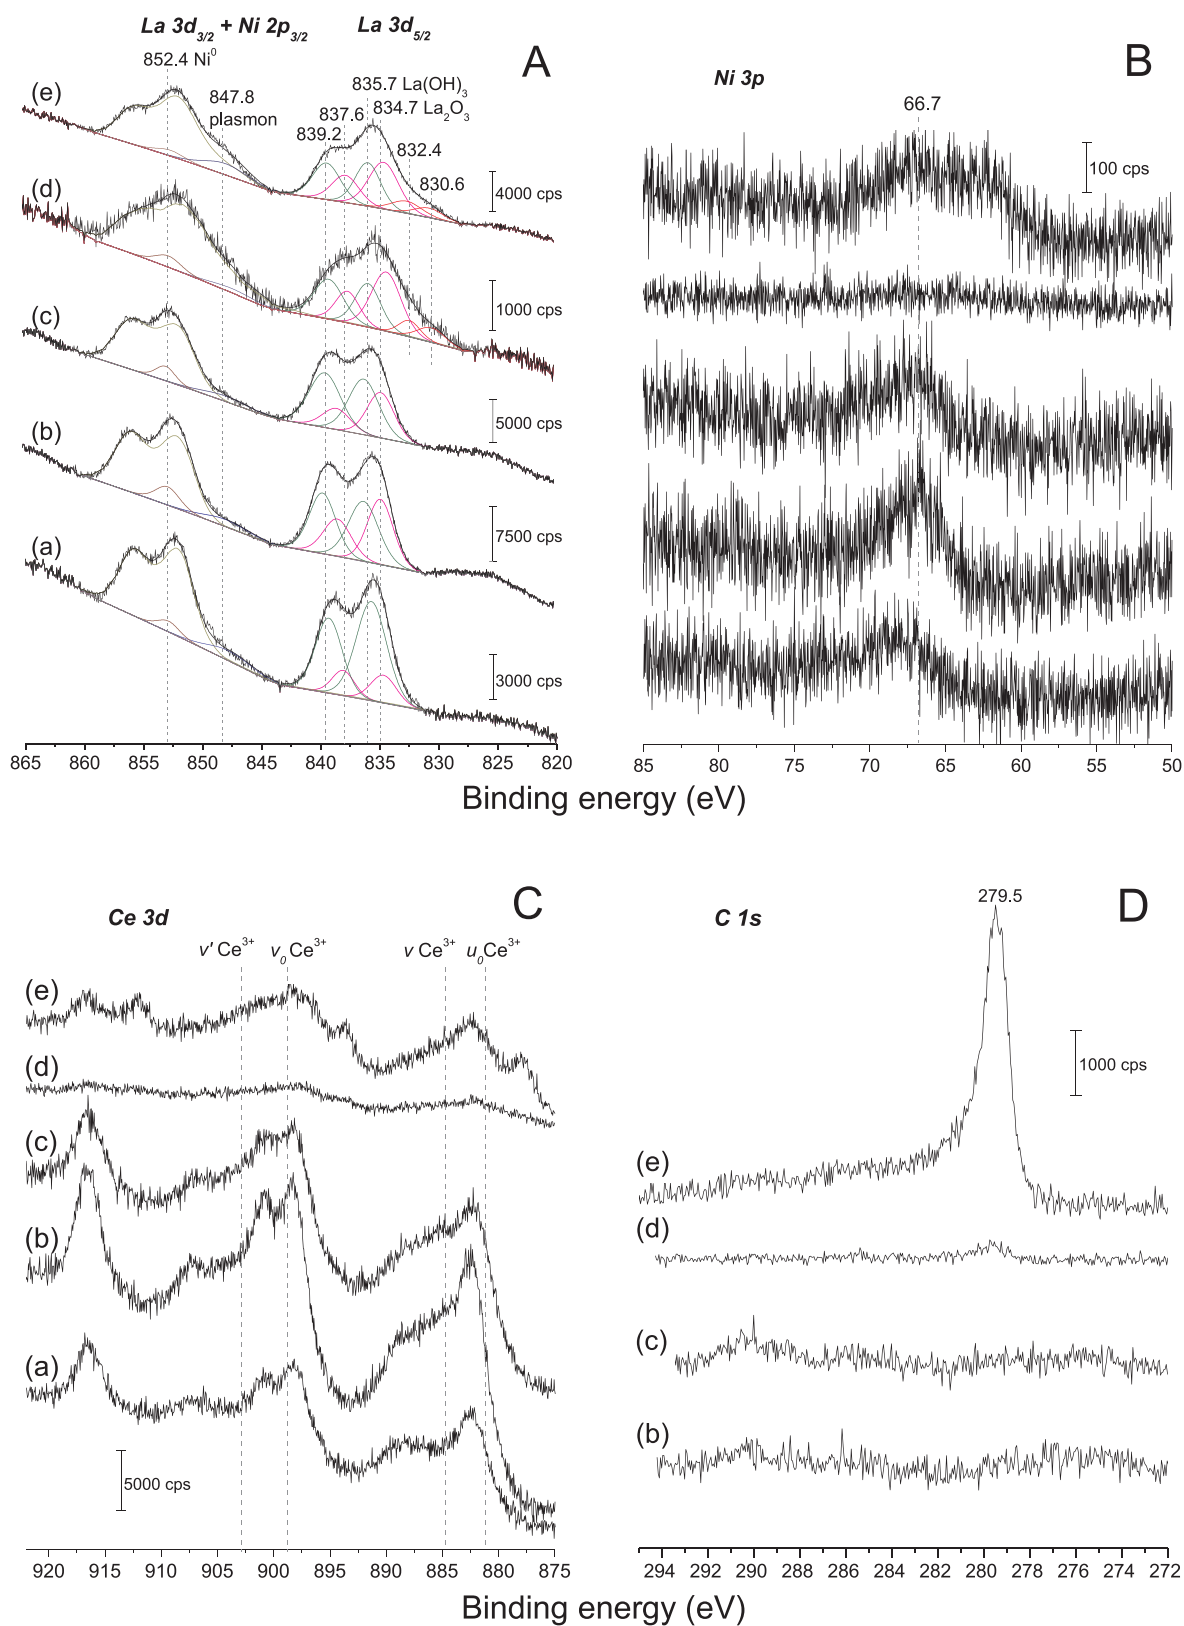 La 3d3/2 + Ni 2p3/2
La 3d5/2
A
852.4 Ni0
847.8
plasmon
835.7 La(OH)3
837.6
834.7 La2O3
839.2
832.4
830.6
(e)
4000 cps
(d)
1000 cps
(c)
5000 cps
(b)
7500 cps
(a)
3000 cps
865 860 855 850 845 840 835 830 825 820
Ni 3p
B
66.7
100 cps
85 80 75 70 65 60 55 50
Binding energy (eV)
Ce 3d
C
v' Ce3+
v0 Ce3+
v Ce3+
u0Ce3+
(e)
(d)
(c)
(b)
(a)
5000 cps
920 915 910 905 900 895 890 885 880 875
C 1s
D
279.5
1000 cps
(e)
(d)
(c)
(b)
294 292 290 288 286 284 282 280 278 276 274 272
Binding energy (eV)